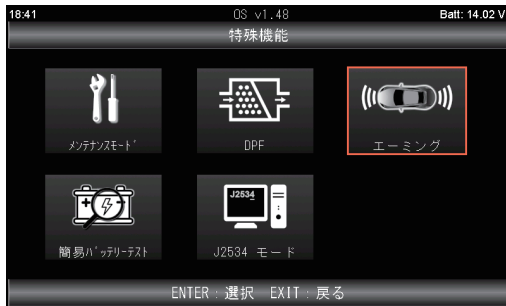 18:41 OS v1.48 Batt: 14.02 V
特殊機能
メンテナンスモード DPF エーミング
J2534
簡易バッテリーテスト J2534 モード
ENTER：選択 EXIT：戻る